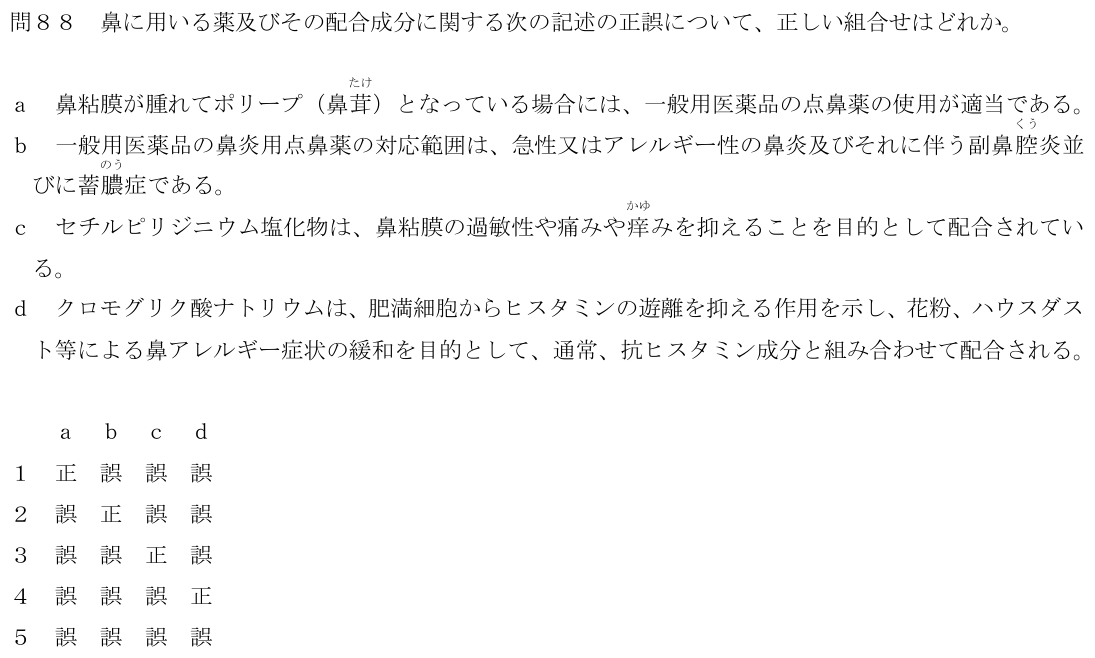 問８８　鼻に用いる薬及びその配合成分に関する次の記述の正誤について、正しい組合せはどれか。
たけ
a　鼻粘膜が腫れてポリープ（鼻茸）となっている場合には、一般用医薬品の点鼻薬の使用が適当である。
くう
b　一般用医薬品の鼻炎用点鼻薬の対応範囲は、急性又はアレルギー性の鼻炎及びそれに伴う副鼻腔炎並
のう
びに蓄膿症である。
かゆ
c　セチルピリジニウム塩化物は、鼻粘膜の過敏性や痛みや痒みを抑えることを目的として配合されてい
る。
d　クロモグリク酸ナトリウムは、肥満細胞からヒスタミンの遊離を抑える作用を示し、花粉、ハウスダス
ト等による鼻アレルギー症状の緩和を目的として、通常、抗ヒスタミン成分と組み合わせて配合される。
a　b　c　d
１　正　誤　誤　誤
２　誤　正　誤　誤
３　誤　誤　正　誤
４　誤　誤　誤　正
５　誤　誤　誤　誤